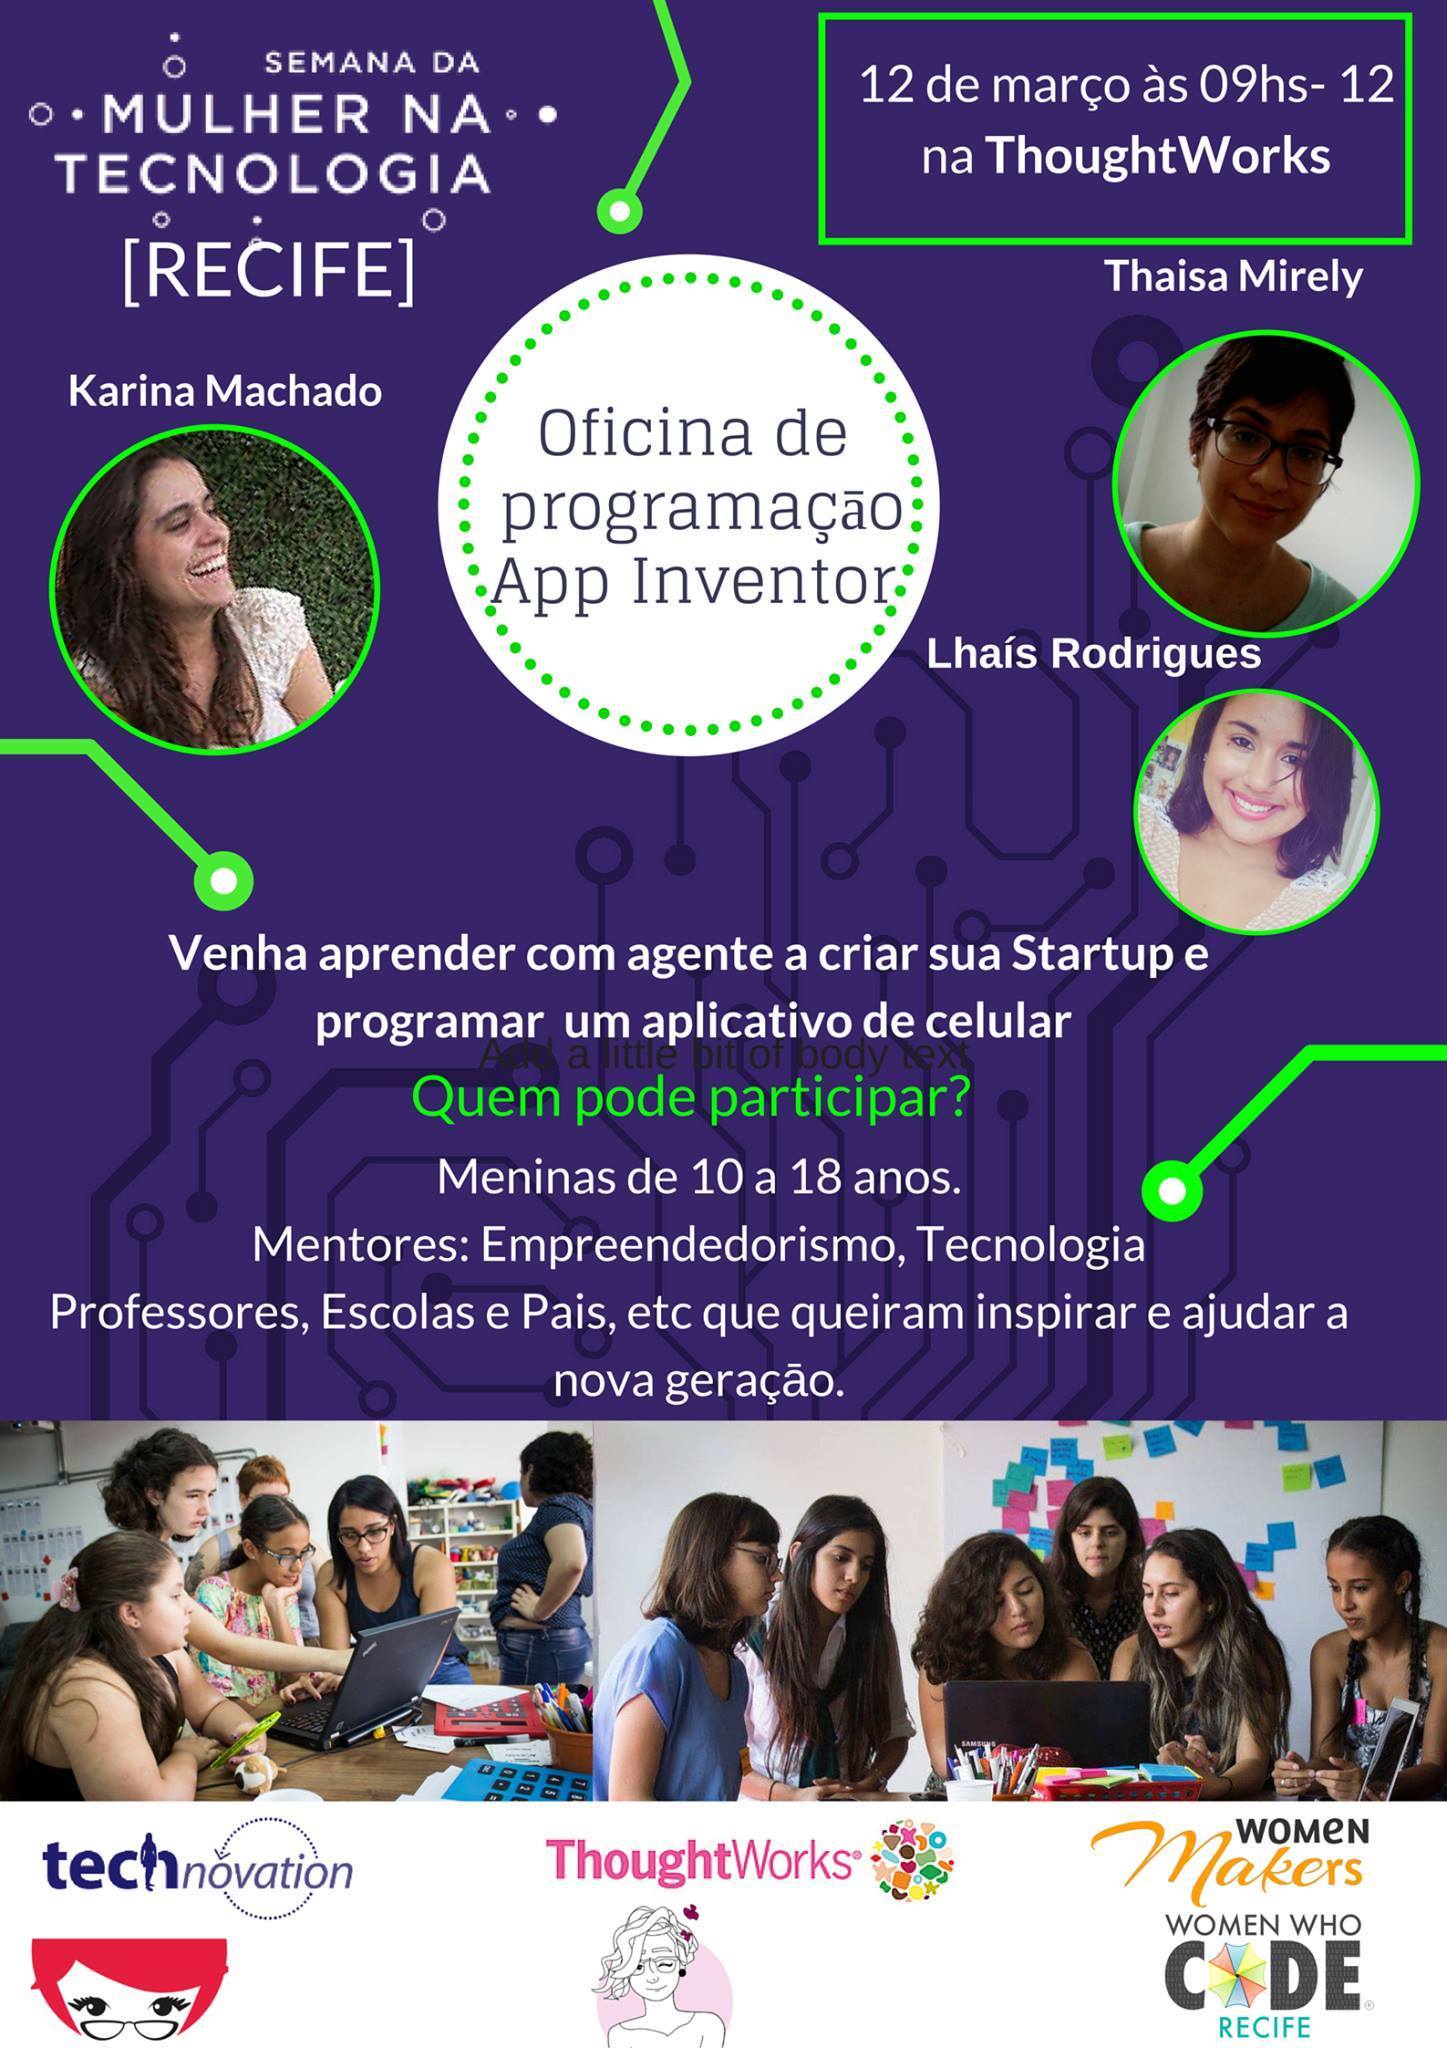 SEMANA DA
MULHER NA
TECNOLOGIA
[RECIFE]
12 de março às 09hs- 12
na ThoughtWorks
Thaisa Mirely
Karina Machado
Oficina de
programação
App Inventor
Lhaís Rodrigues
Venha aprender com agente a criar sua Startup e
programar um aplicativo de celular
Add a little bit of body text
Quem pode participar?
Meninas de 10 a 18 anos.
Mentores: Empreendedorismo, Tecnologia
Professores, Escolas e Pais, etc que queiram inspirar e ajudar a
nova geração.
SAMSUNG
technovation
ThoughtWorks®
WOMEN
Makers
WOMEN WHO
CODE
RECIFE